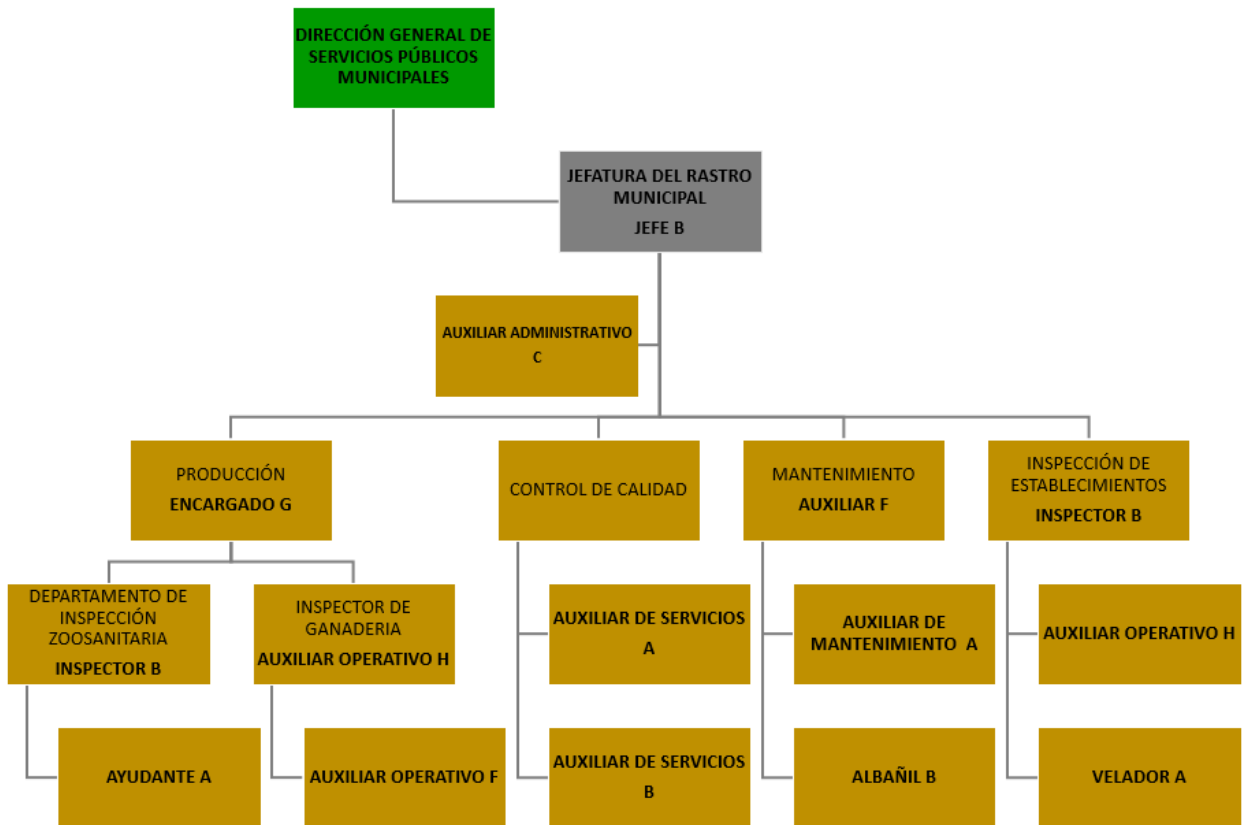 DIRECCIÓN GENERAL DE
SERVICIOS PÚBLICOS
MUNICIPALES
JEFATURA DEL RASTRO
MUNICIPAL
JEFE B
AUXILIAR ADMINISTRATIVO
C
PRODUCCIÓN
ENCARGADO G
CONTROL DE CALIDAD
MANTENIMIENTO
AUXILIAR F
INSPECCIÓN DE
ESTABLECIMIENTOS
INSPECTOR B
DEPARTAMENTO DE
INSPECCIÓN
ZOOSANITARIA
INSPECTOR B
INSPECTOR DE
GANADERIA
AUXILIAR OPERATIVO H
AUXILIAR DE SERVICIOS
A
AUXILIAR DE
MANTENIMIENTO A
AUXILIAR OPERATIVO H
AYUDANTE A
AUXILIAR OPERATIVO F
AUXILIAR DE SERVICIOS
B
ALBAÑIL B
VELADOR A